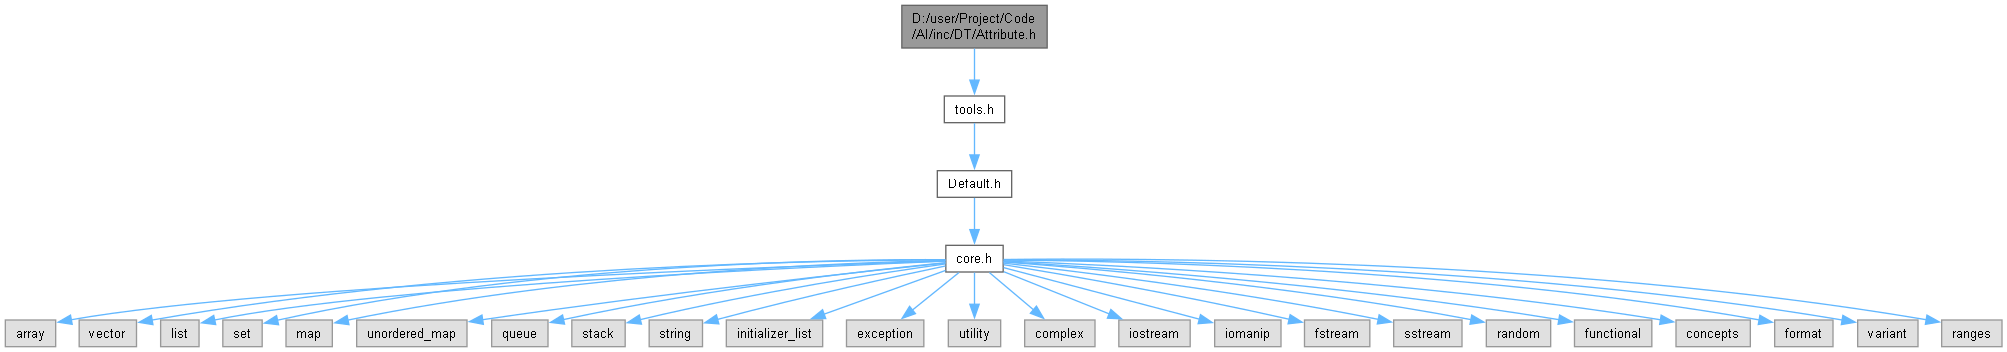 D:/user/Project/Code
/AI/inc/DT/Attribute.h
tools.h
Default.h
core.h
array
vector
list
set
map
unordered_map
queue
stack
string
initializer_list
exception
utility
complex
iostream
iomanip
fstream
sstream
random
functional
concepts
format
variant
ranges